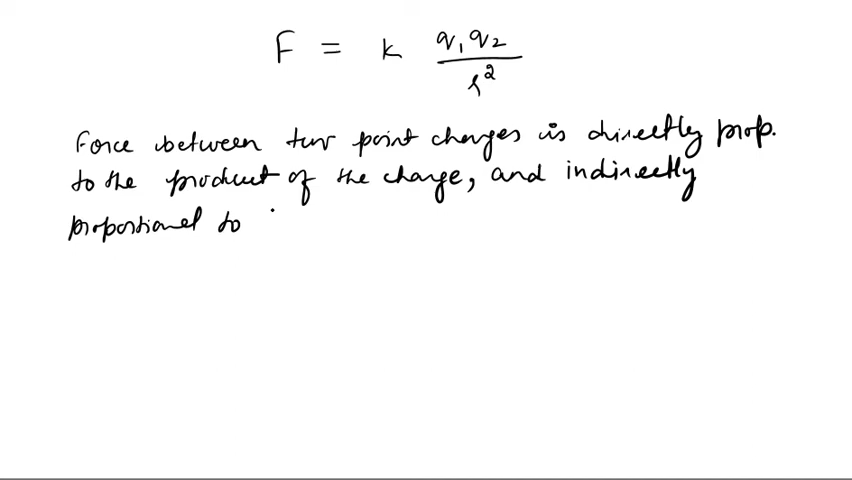 F = k q₁q₂/r²
Force between two point charges is directly prop.
to the product of the charge, and indirectly
proportional to